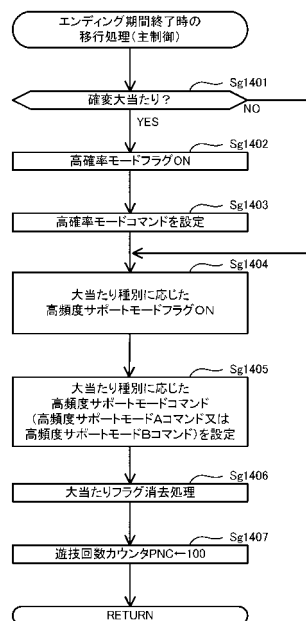 エンディング期間終了時の
移行処理(主制御)
Sg1401
確変大当たり?
NO
YES
Sg1402
高確率モードフラグON
Sg1403
高確率モードコマンドを設定
Sg1404
大当たり種別に応じた
高頻度サポートモードフラグON
Sg1405
大当たり種別に応じた
高頻度サポートモードコマンド
(高頻度サポートモードAコマンド又は
高頻度サポートモードBコマンド)を設定
Sg1406
大当たりフラグ消去処理
Sg1407
遊技回数カウンタPNC←100
RETURN